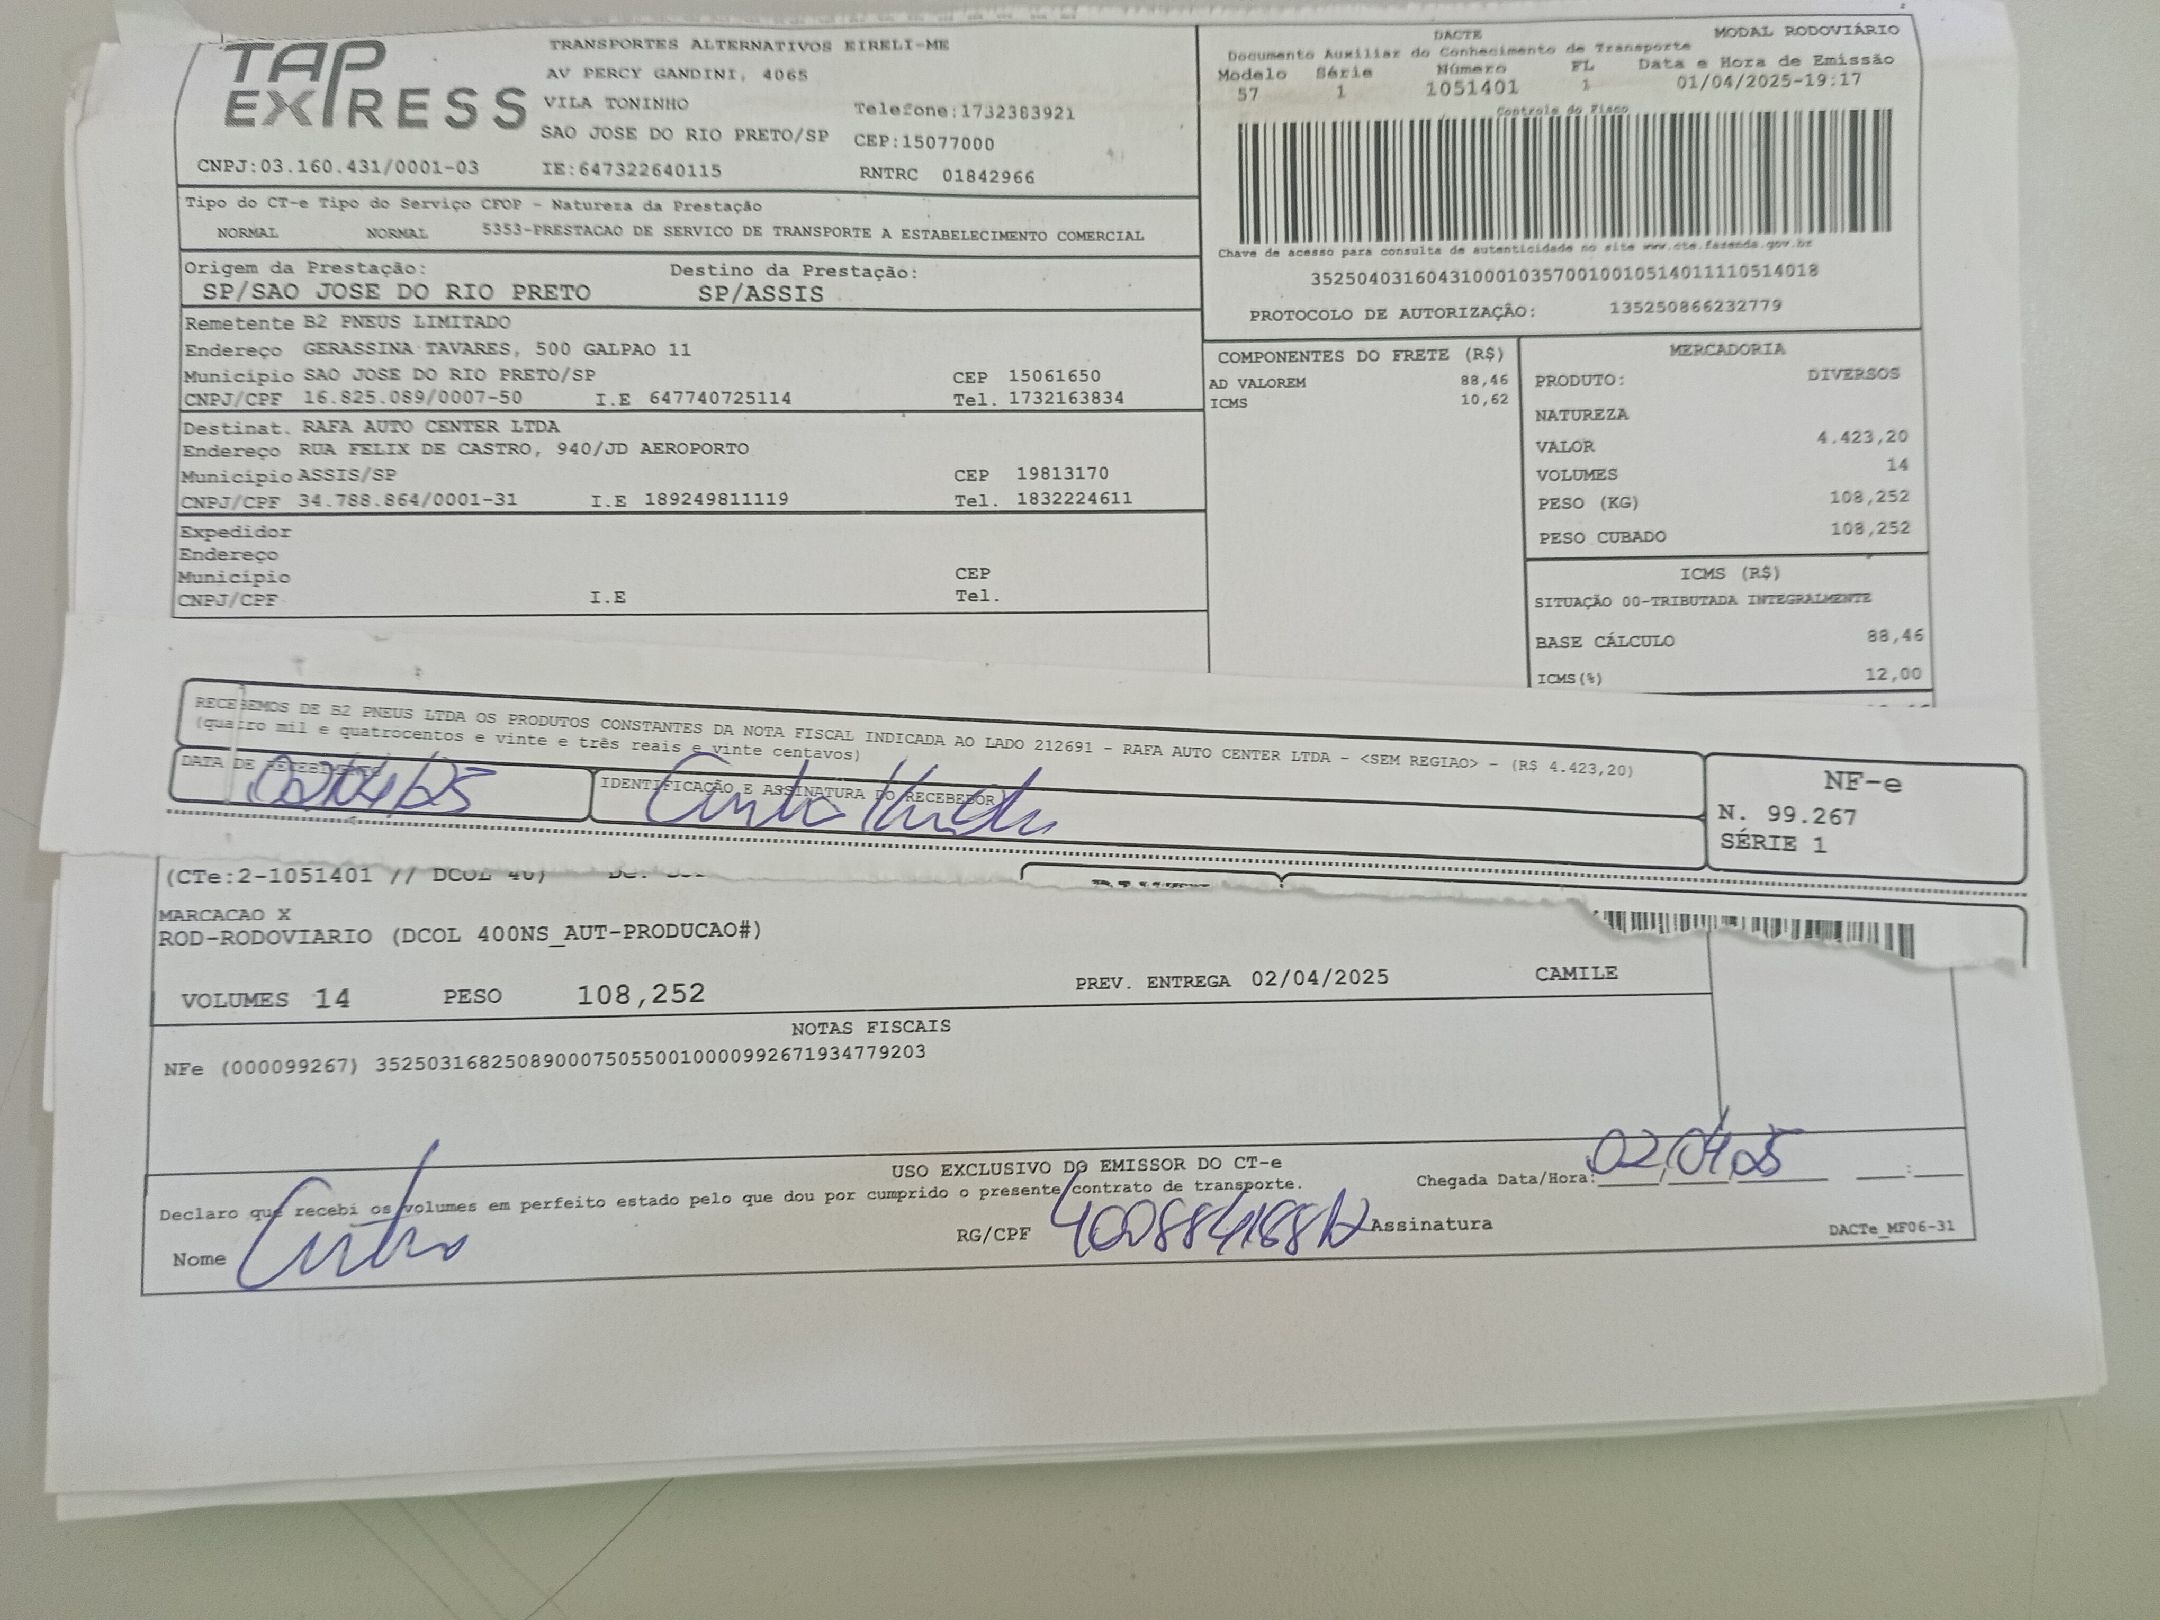 TAP EXPRESS
TRANSPORTES ALTERNATIVOS EIRELI-ME
AV PERCY GANDINI, 4065
VILA TONINHO
Telefone:1732383921
SAO JOSE DO RIO PRETO/SP CEP:15077000
CNPJ:03.160.431/0001-03 IE:647322640115 RNTRC 01842966
DACTE MODAL RODOVIÁRIO
Documento Auxiliar do Conhecimento de Transporte
Modelo Série Número FL Data e Hora de Emissão
57 1 1051401 1 01/04/2025-19:17
Controle do Fisco
Chave de acesso para consulta de autenticidade no site www.cte.fazenda.gov.br
35250403160431000103570010010514011110514018
PROTOCOLO DE AUTORIZAÇÃO: 135250866232779
Tipo do CT-e Tipo do Serviço CFOP - Natureza da Prestação
NORMAL NORMAL 5353-PRESTACAO DE SERVICO DE TRANSPORTE A ESTABELECIMENTO COMERCIAL
Origem da Prestação: Destino da Prestação:
SP/SAO JOSE DO RIO PRETO SP/ASSIS
Remetente B2 PNEUS LIMITADO
Endereço GERASSINA TAVARES, 500 GALPAO 11
Município SAO JOSE DO RIO PRETO/SP CEP 15061650
CNPJ/CPF 16.825.089/0007-50 I.E 647740725114 Tel. 1732163834
Destinat. RAFA AUTO CENTER LTDA
Endereço RUA FELIX DE CASTRO, 940/JD AEROPORTO
Município ASSIS/SP CEP 19813170
CNPJ/CPF 34.788.864/0001-31 I.E 189249811119 Tel. 1832224611
Expedidor
Endereço
Município CEP
CNPJ/CPF I.E Tel.
COMPONENTES DO FRETE (R$)
AD VALOREM 88,46
ICMS 10,62
MERCADORIA
PRODUTO: DIVERSOS
NATUREZA
VALOR 4.423,20
VOLUMES 14
PESO (KG) 108,252
PESO CUBADO 108,252
ICMS (R$)
SITUAÇÃO 00-TRIBUTADA INTEGRALMENTE
BASE CÁLCULO 88,46
ICMS(%) 12,00
RECEBEMOS DE B2 PNEUS LTDA OS PRODUTOS CONSTANTES DA NOTA FISCAL INDICADA AO LADO 212691 - RAFA AUTO CENTER LTDA - <SEM REGIAO> - (R$ 4.423,20)
(quatro mil e quatrocentos e vinte e três reais e vinte centavos)
DATA DE RECEBIMENTO
02/04/25
IDENTIFICAÇÃO E ASSINATURA DO RECEBEDOR
NF-e
N. 99.267
SÉRIE 1
(CTe:2-1051401 // DCOL
MARCACAO X
ROD-RODOVIARIO (DCOL 400NS_AUT-PRODUCAO#)
VOLUMES 14 PESO 108,252 PREV. ENTREGA 02/04/2025 CAMILE
NOTAS FISCAIS
NFe (000099267) 35250316825089000750550010000992671934779203
USO EXCLUSIVO DO EMISSOR DO CT-e
Declaro que recebi os volumes em perfeito estado pelo que dou por cumprido o presente contrato de transporte.
Chegada Data/Hora: 02/04/25 :
Nome RG/CPF Assinatura
DACTe_MF06-31